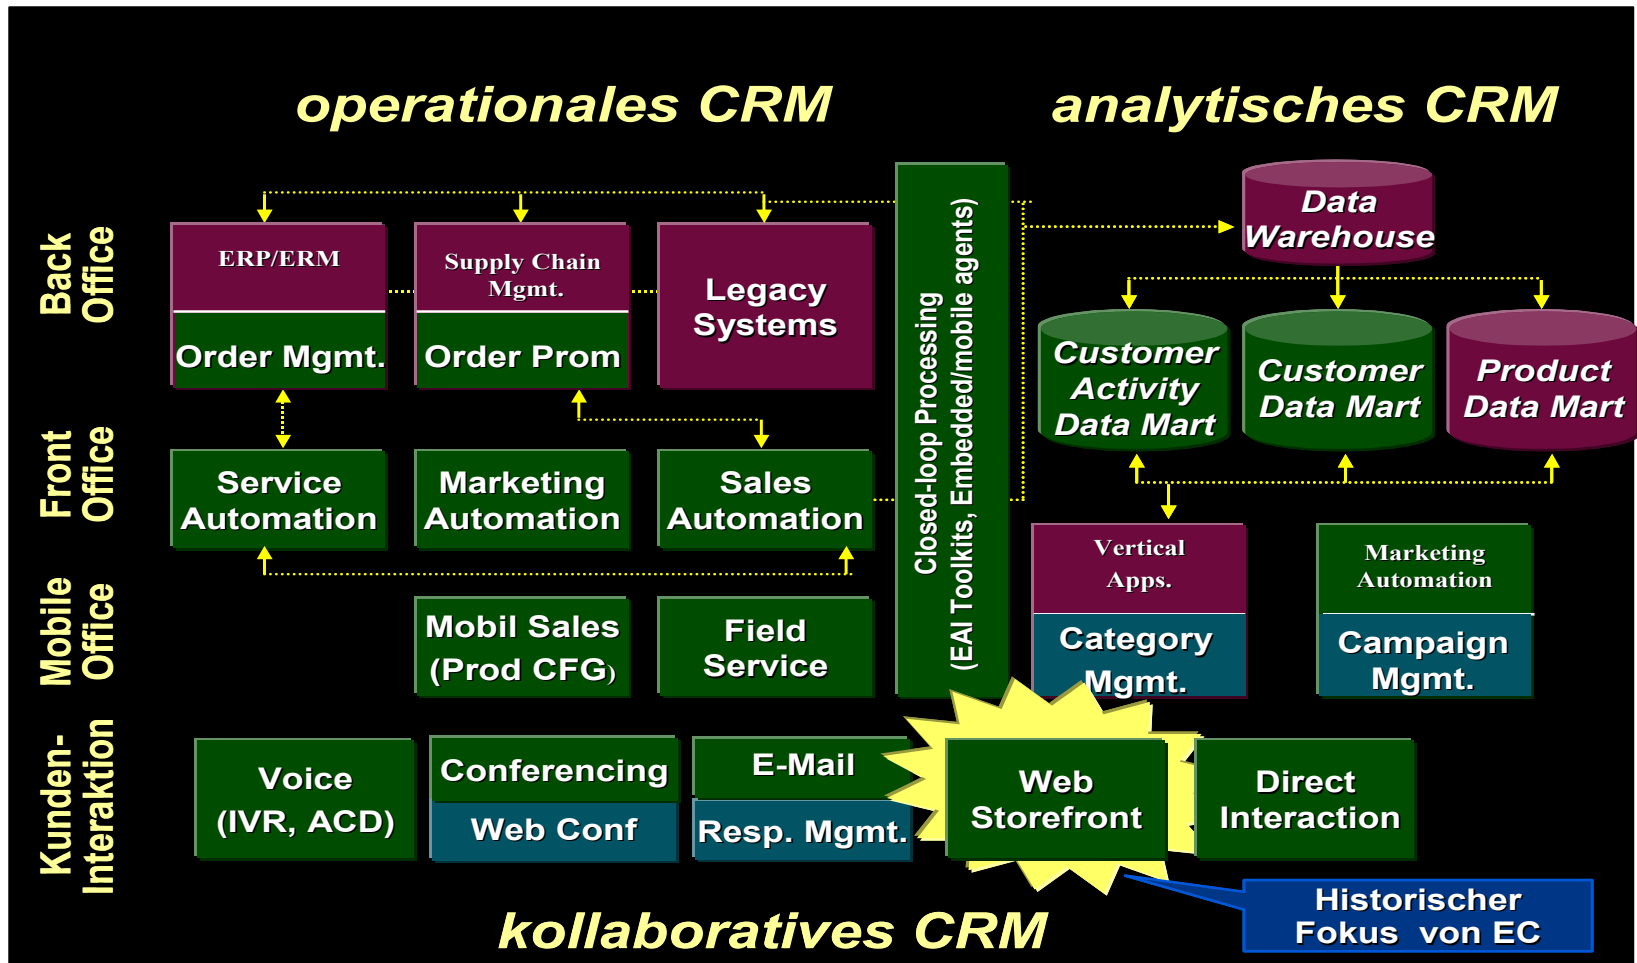 operationales CRM
analytisches CRM
Back
Office
ERP/ERM
Order Mgmt.
Supply Chain
Mgmt.
Order Prom
Legacy
Systems
Closed-loop Processing
(EAI Toolkits, Embedded/mobile agents)
Data
Warehouse
Customer
Activity
Data Mart
Customer
Data Mart
Product
Data Mart
Front
Office
Service
Automation
Marketing
Automation
Sales
Automation
Vertical
Apps.
Category
Mgmt.
Marketing
Automation
Campaign
Mgmt.
Mobile
Office
Mobil Sales
(Prod CFG)
Field
Service
Kunden-
Interaktion
Voice
(IVR, ACD)
Conferencing
Web Conf
E-Mail
Resp. Mgmt.
Web
Storefront
Direct
Interaction
kollaboratives CRM
Historischer
Fokus von EC